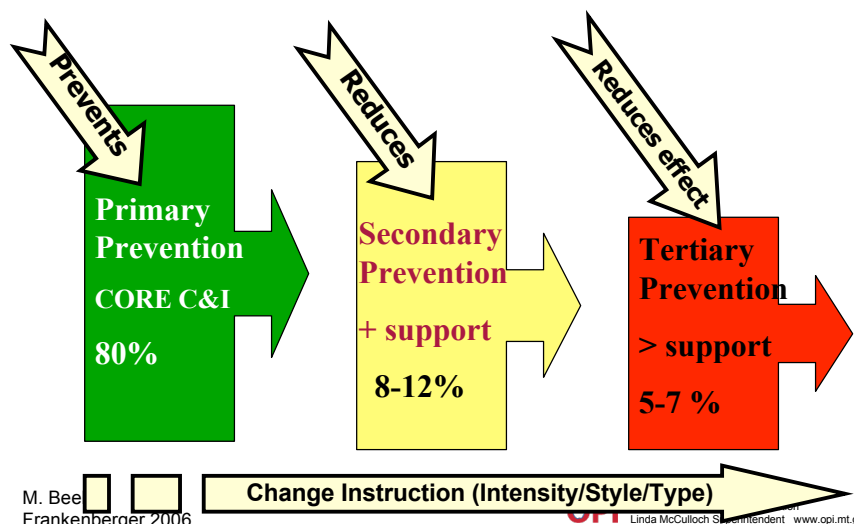 Prevents
Reduces
Reduces effect
Primary
Prevention
CORE C&I
80%
Secondary
Prevention
+ support
8-12%
Tertiary
Prevention
> support
5-7 %
Change Instruction (Intensity/Style/Type)
M. Bee
Frankenberger 2006
OPI
Linda McCulloch Superintendent www.opi.mt.